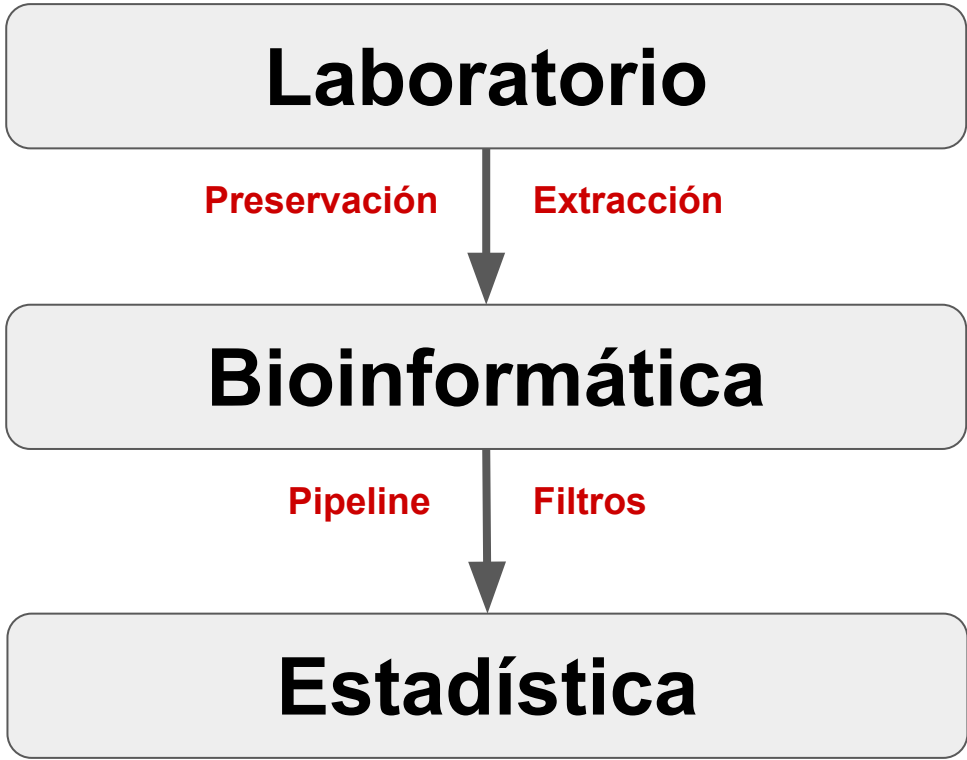 Laboratorio
Preservación Extracción
Bioinformática
Pipeline Filtros
Estadística